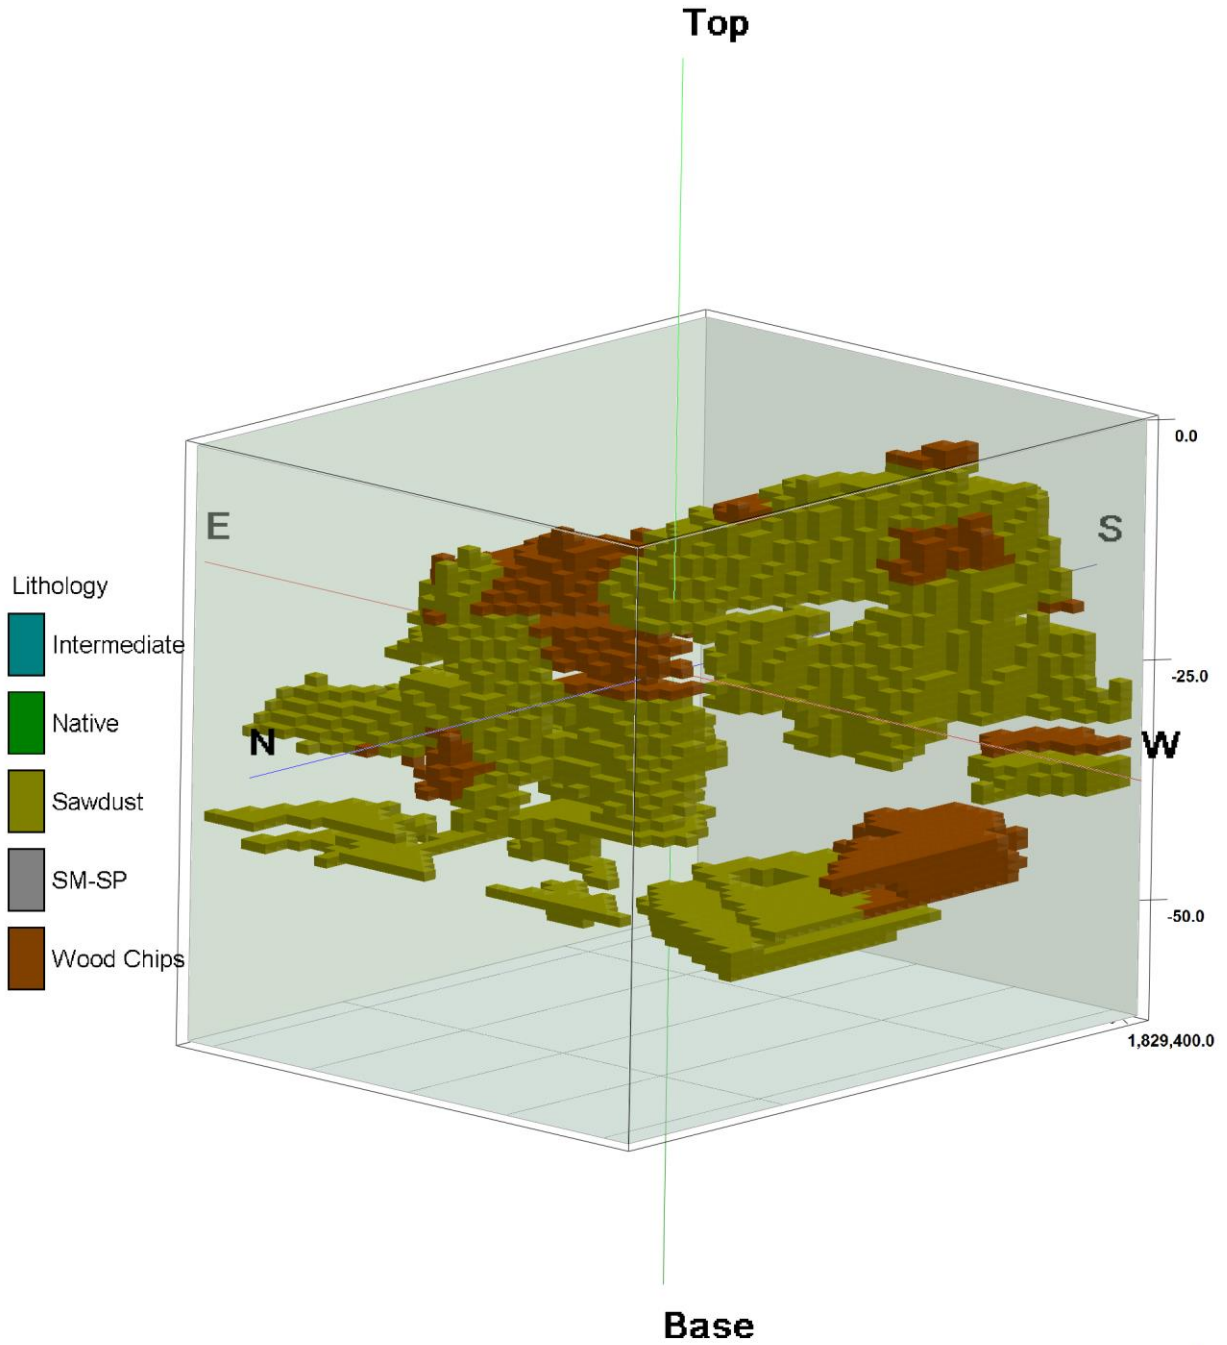 Top
0.0
E
S
Lithology
Intermediate
Native
N
W
-25.0
Sawdust
SM-SP
-50.0
Wood Chips
1,829,400.0
Base